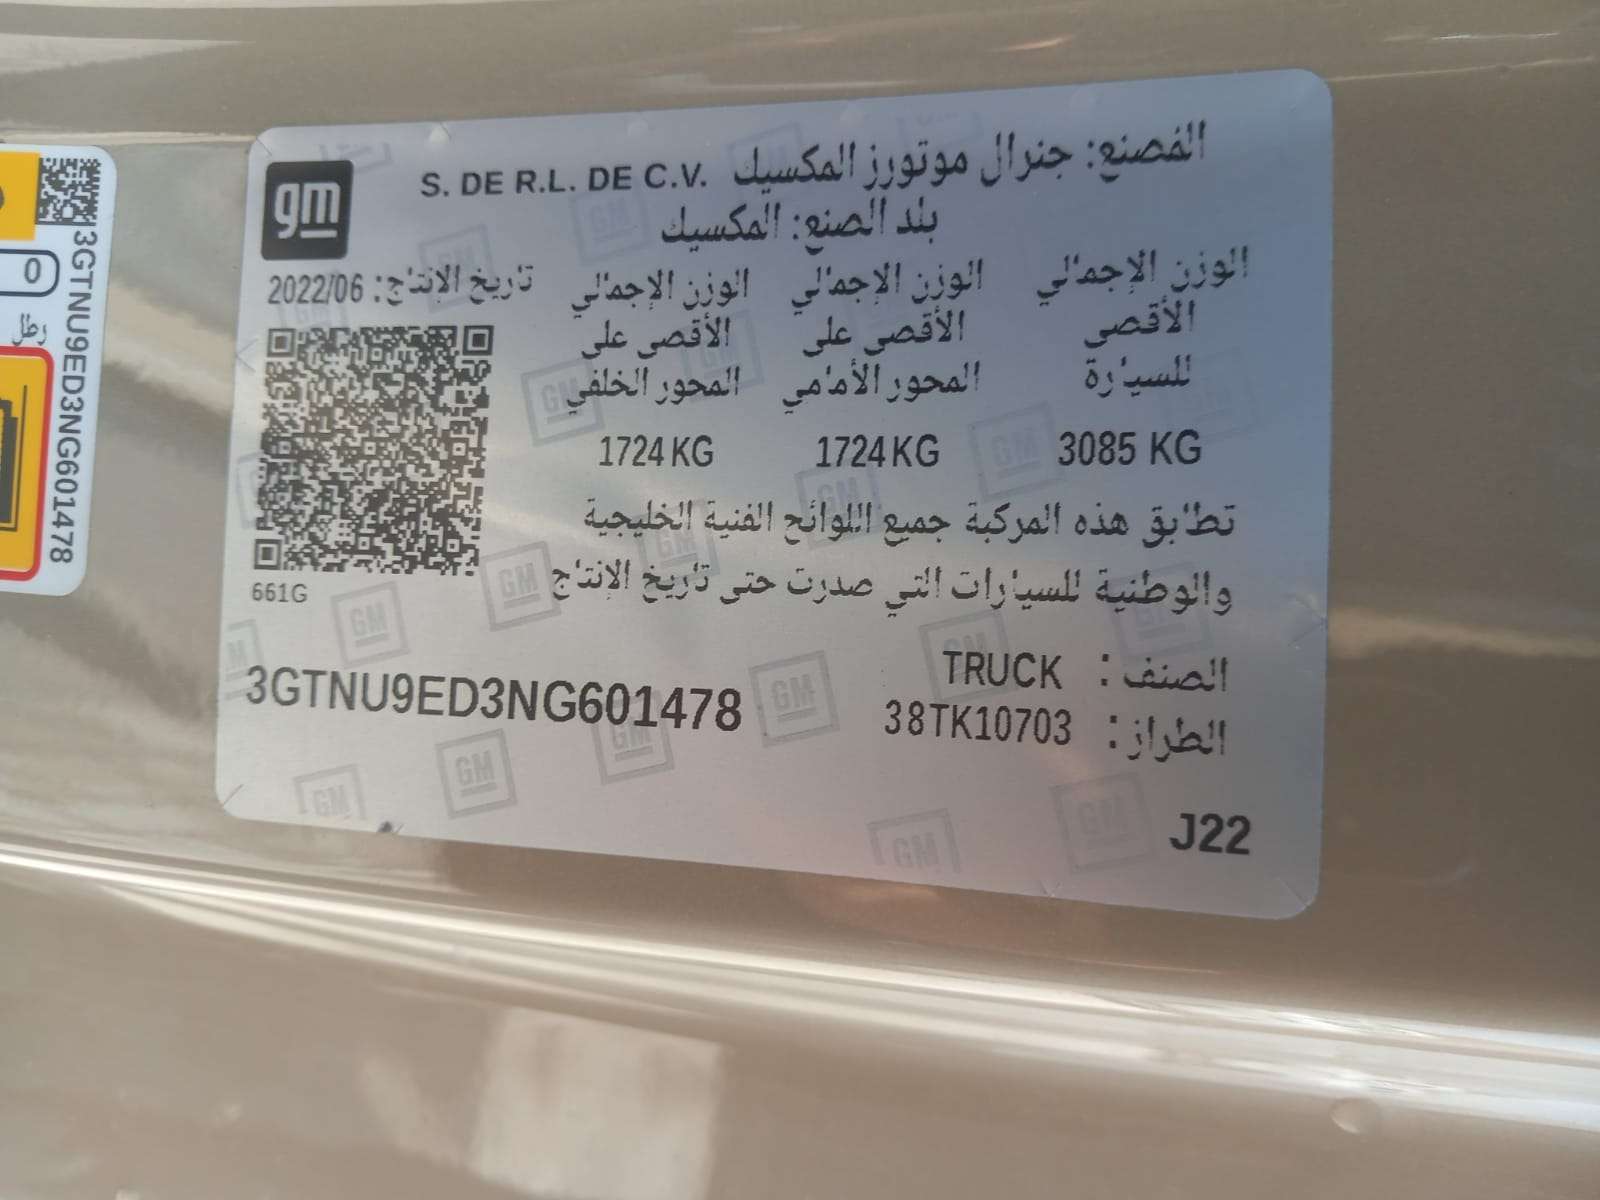 gm
المُصنع: جنرال موتورز المكسيك S. DE R.L. DE C.V.
بلد الصنع: المكسيك
تاريخ الإنتاج: 2022/06
الوزن الإجمالي الأقصى للسيارة
3085 KG
الوزن الإجمالي الأقصى على المحور الأمامي
1724 KG
الوزن الإجمالي الأقصى على المحور الخلفي
1724 KG
تطابق هذه المركبة جميع اللوائح الفنية الخليجية
والوطنية للسيارات التي صدرت حتى تاريخ الإنتاج
661G
الصنف: TRUCK
3GTNU9ED3NG601478
الطراز: 38TK10703
J22
3GTNU9ED3NG601478
0
رطل